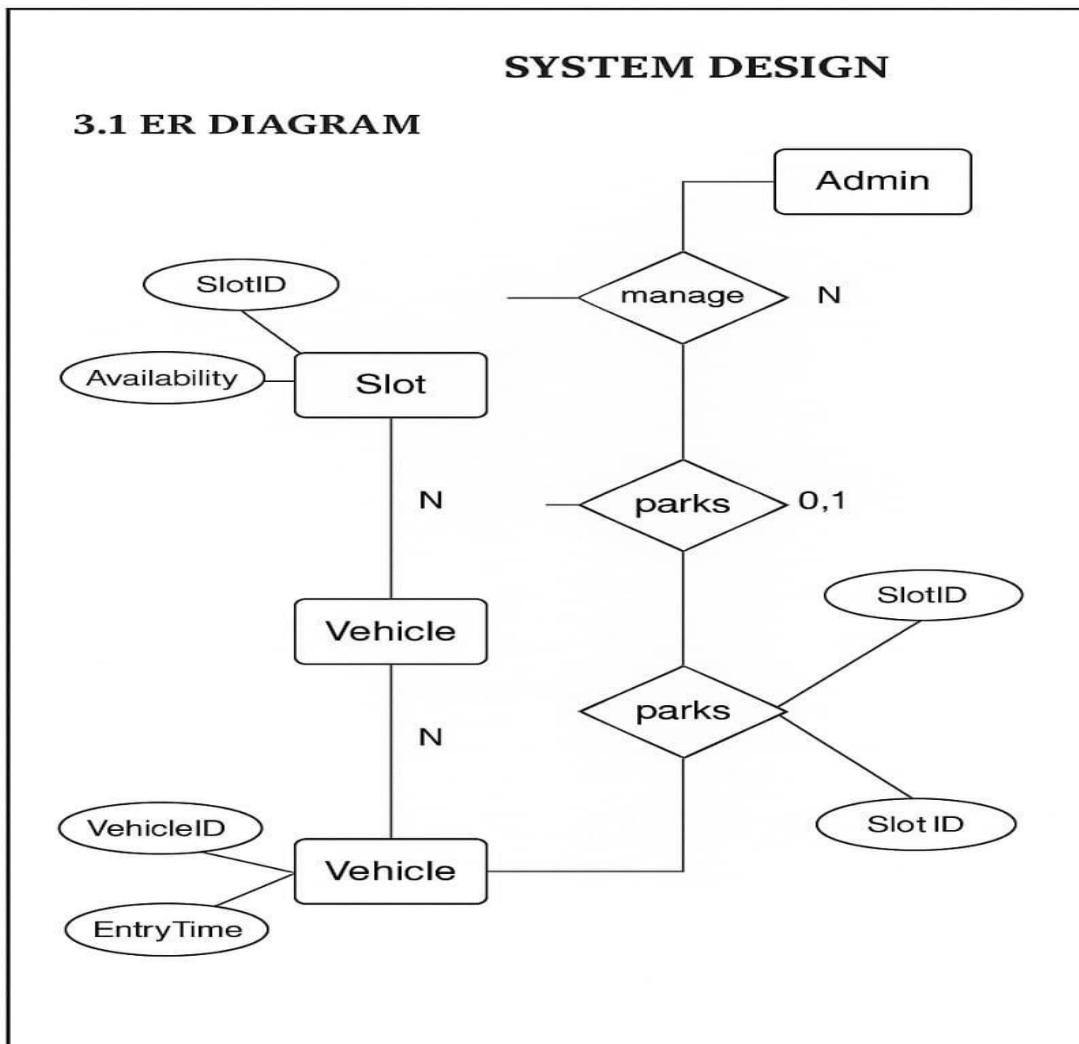 SYSTEM DESIGN
3.1 ER DIAGRAM
Admin
SlotID
manage N
Availability
Slot
N
parks 0,1
SlotID
Vehicle
parks
N
VehicleID
Slot ID
Vehicle
EntryTime